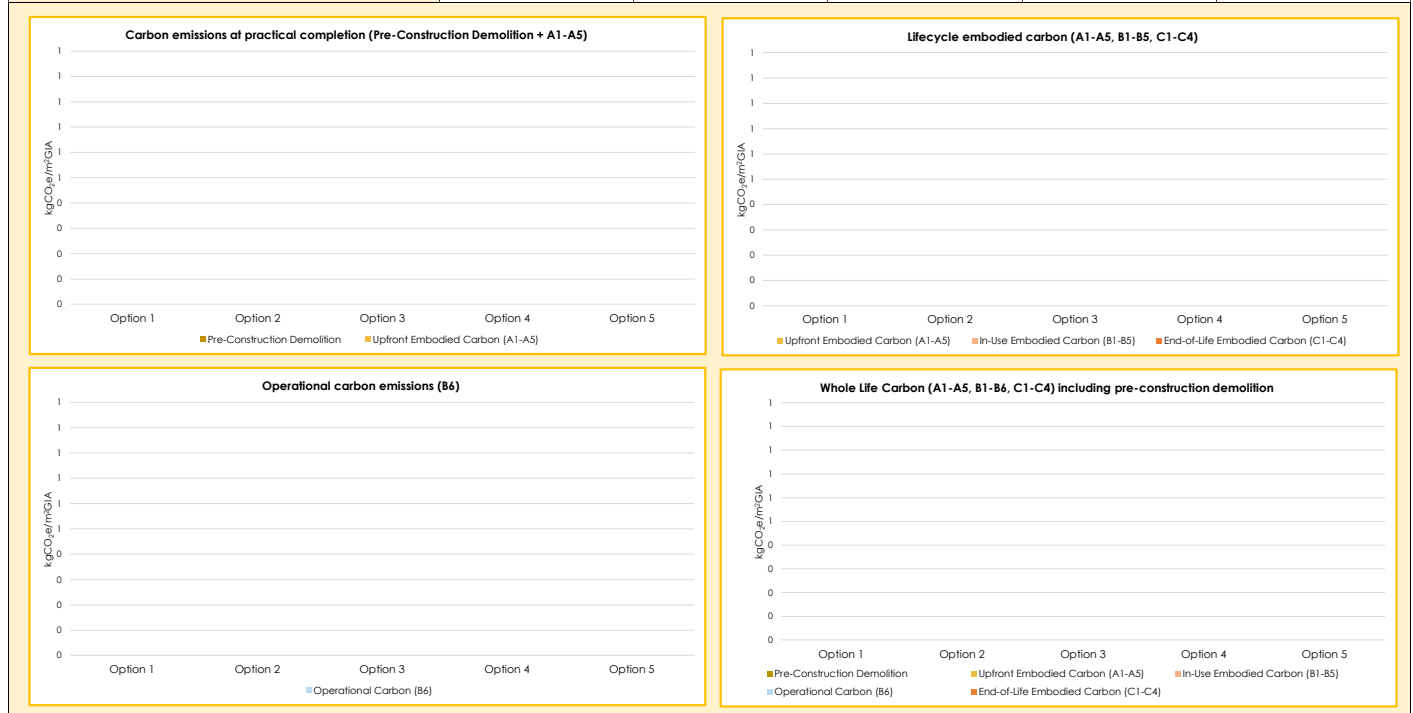 Carbon emissions at practical completion (Pre-Construction Demolition + A1-A5)
kgCO₂e/m²GIA
1
1
1
1
1
1
0
0
0
0
0
Option 1 Option 2 Option 3 Option 4 Option 5
Pre-Construction Demolition Upfront Embodied Carbon (A1-A5)
Lifecycle embodied carbon (A1-A5, B1-B5, C1-C4)
1
1
1
1
1
1
0
0
0
0
0
Option 1 Option 2 Option 3 Option 4 Option 5
Upfront Embodied Carbon (A1-A5) In-Use Embodied Carbon (B1-B5) End-of-Life Embodied Carbon (C1-C4)
Operational carbon emissions (B6)
kgCO₂e/m²GIA
1
1
1
1
1
1
0
0
0
0
0
Option 1 Option 2 Option 3 Option 4 Option 5
Operational Carbon (B6)
Whole Life Carbon (A1-A5, B1-B6, C1-C4) including pre-construction demolition
kgCO₂e/m²GIA
1
1
1
1
1
1
0
0
0
0
0
Option 1 Option 2 Option 3 Option 4 Option 5
Pre-Construction Demolition Upfront Embodied Carbon (A1-A5) In-Use Embodied Carbon (B1-B5)
Operational Carbon (B6) End-of-Life Embodied Carbon (C1-C4)